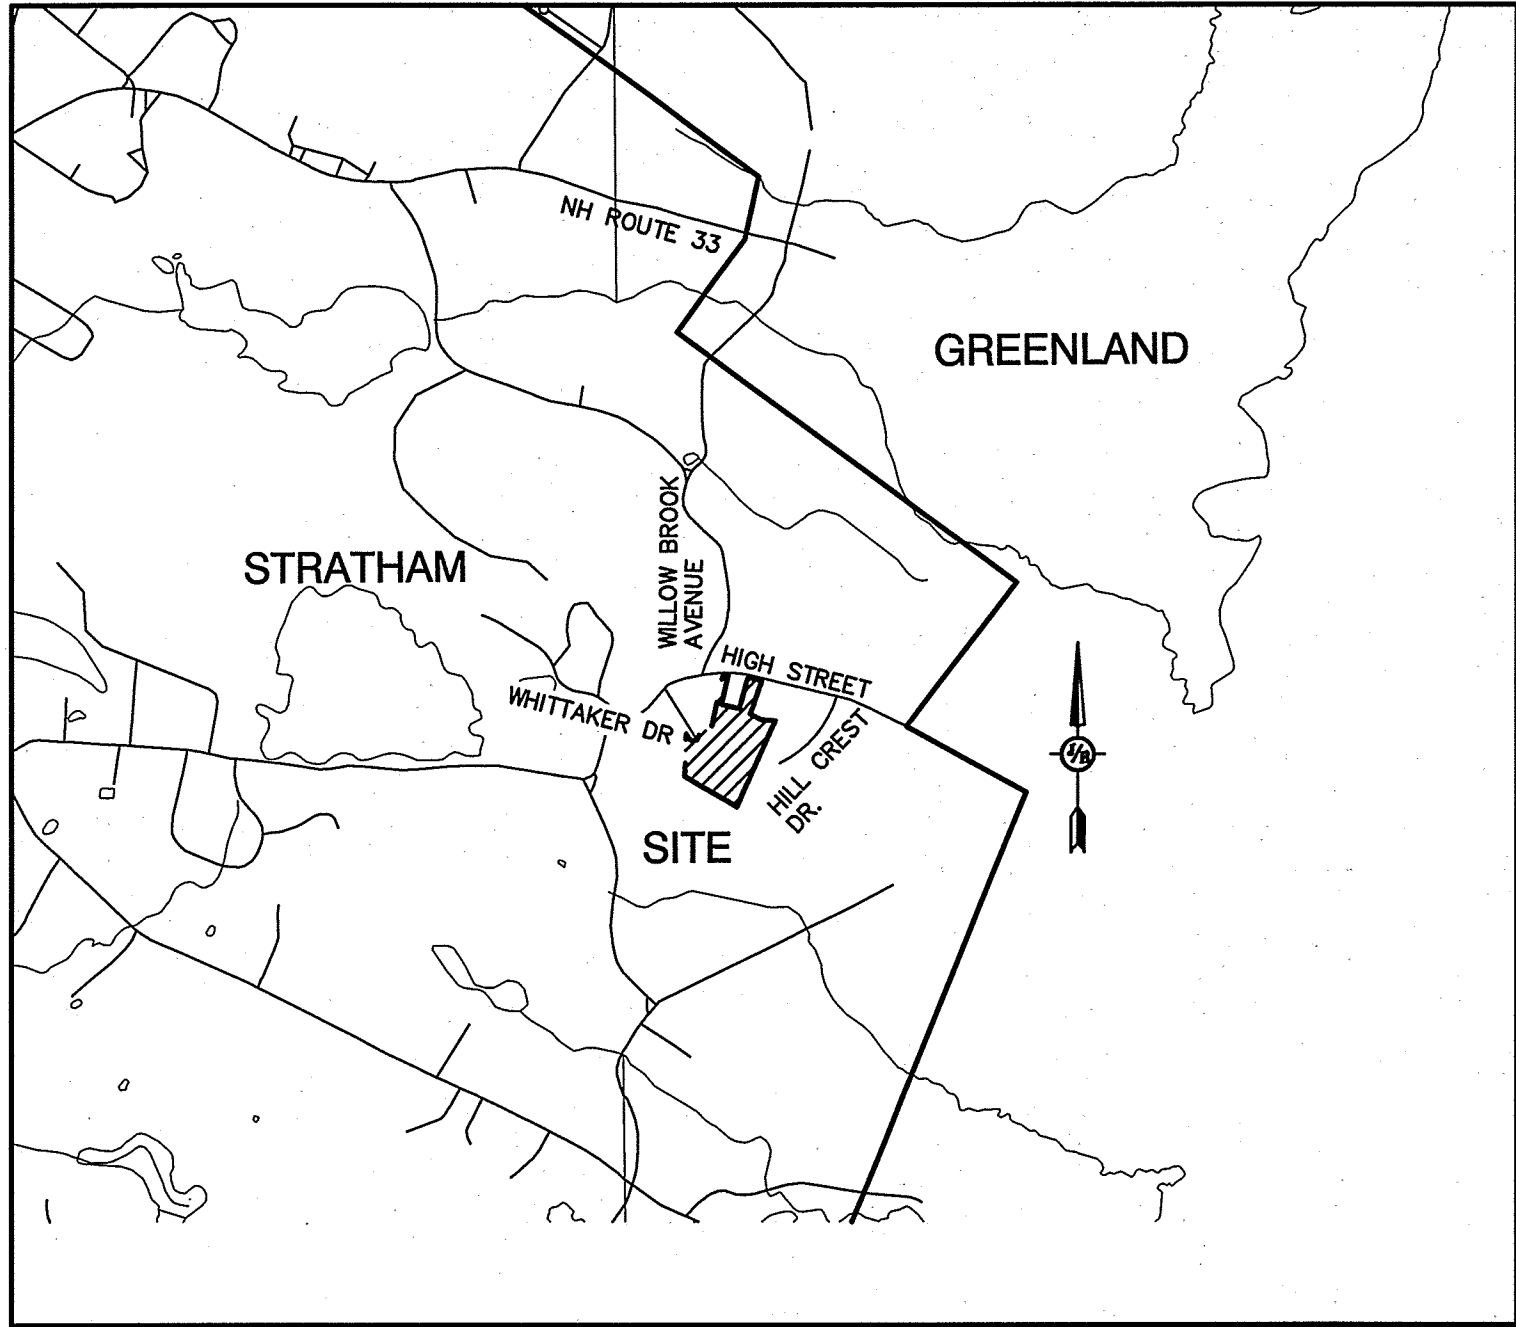 NH ROUTE 33
GREENLAND
STRATHAM
WILLOW BROOK
AVENUE
HIGH STREET
WHITTAKER DR
HILL CREST
DR.
SITE